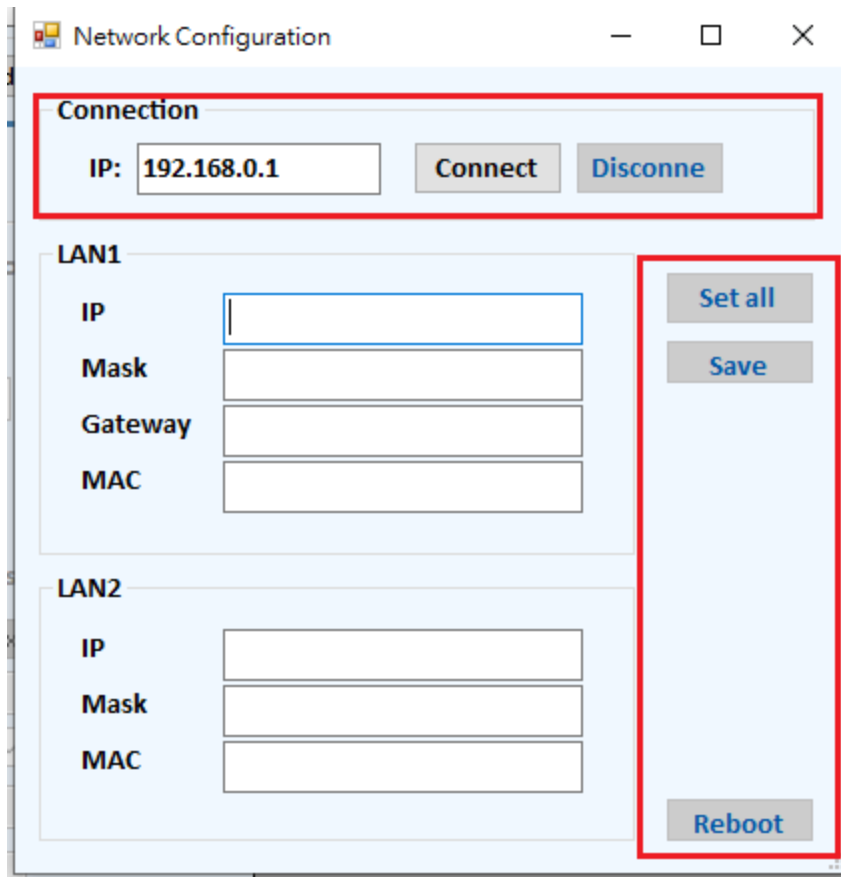 Network Configuration
Connection
IP: 192.168.0.1 Connect Disconne
LAN1
IP
Set all
Mask
Save
Gateway
MAC
LAN2
IP
Mask
MAC
Reboot